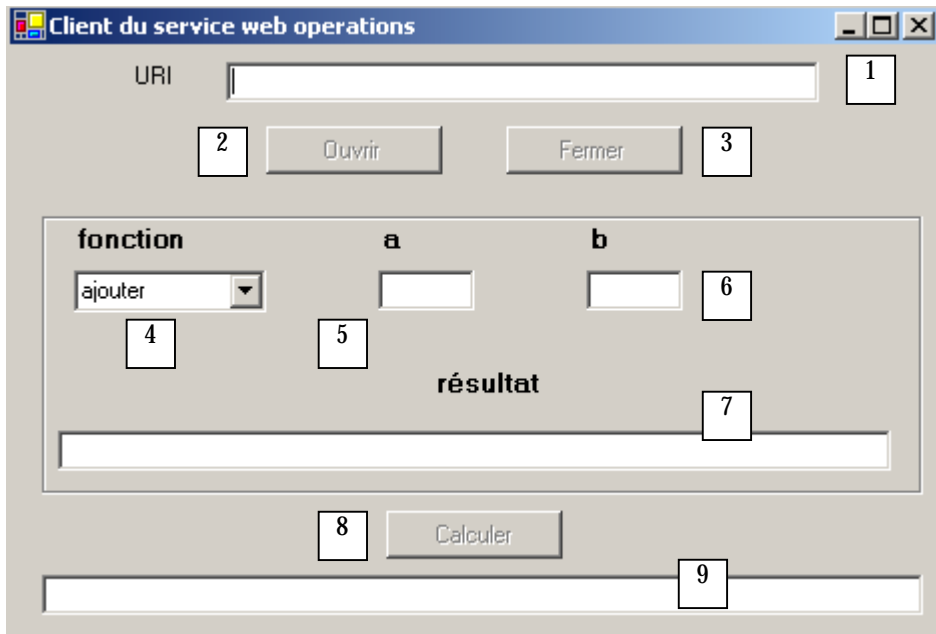 Client du service web operations
URI
1
2
Ouvrir
Fermer
3
fonction a b
ajouter
6
4
5
résultat
7
8
Calculer
9